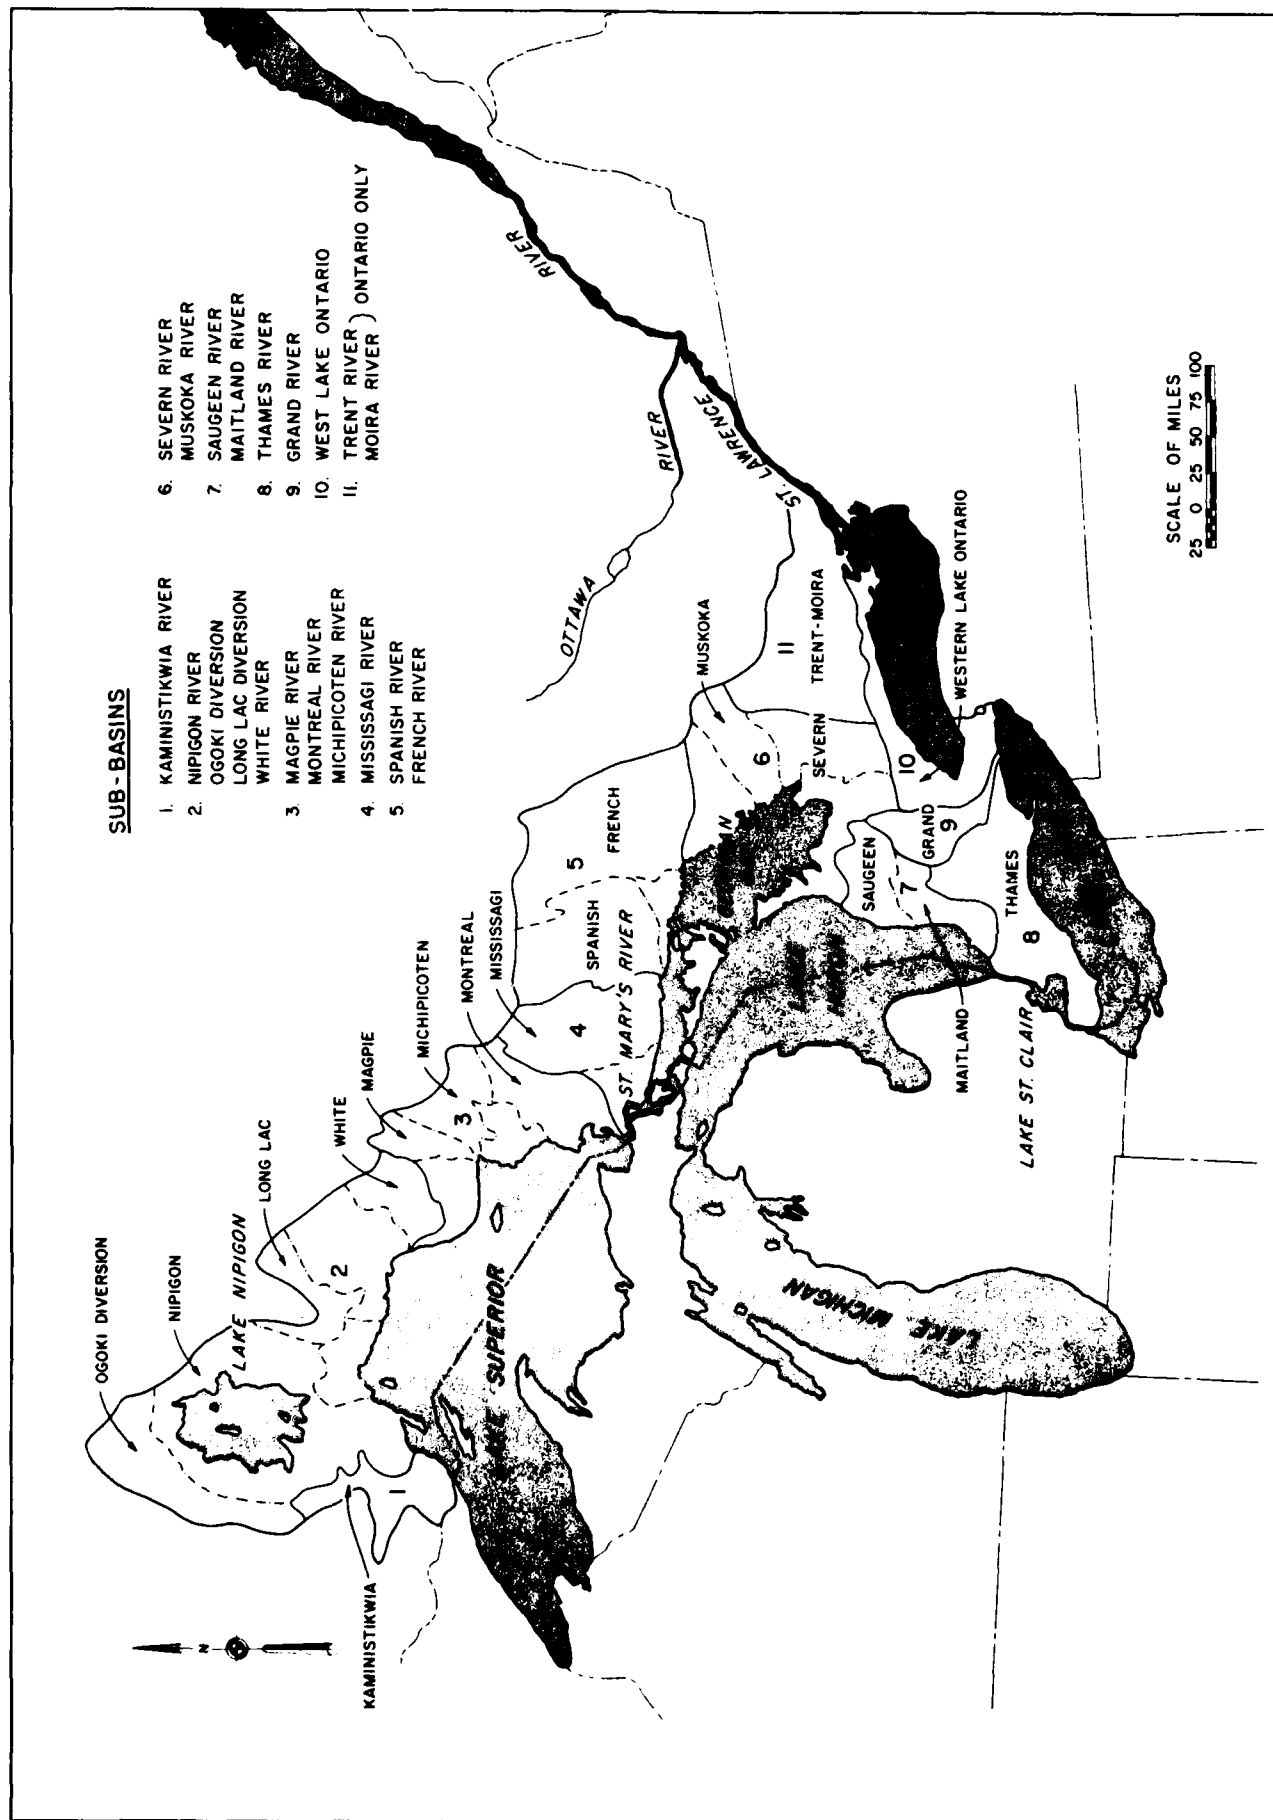 SUB-BASINS
1. KAMINISTIKWIA RIVER
2. NIPIGON RIVER
OGOKI DIVERSION
LONG LAC DIVERSION
WHITE RIVER
3. MAGPIE RIVER
MONTREAL RIVER
MICHIPICOTEN RIVER
4. MISSISSAGI RIVER
5. SPANISH RIVER
FRENCH RIVER
6. SEVERN RIVER
MUSKOKA RIVER
7. SAUGEEN RIVER
MAITLAND RIVER
8. THAMES RIVER
9. GRAND RIVER
10. WEST LAKE ONTARIO
11. TRENT RIVER ) ONTARIO ONLY
MOIRA RIVER
N
OGOKI DIVERSION
NIPIGON
LAKE NIPIGON
LONG LAC
WHITE
MAGPIE
MICHIPICOTEN
MONTREAL
MISSISSAGI
KAMINISTIKWIA
1
2
3
4
5
SPANISH
FRENCH
ST. MARY'S RIVER
LAKE SUPERIOR
LAKE MICHIGAN
LAKE HURON
OTTAWA RIVER
ST. LAWRENCE RIVER
MUSKOKA
6
SEVERN
11
TRENT-MOIRA
10
WESTERN LAKE ONTARIO
SAUGEEN
7
GRAND
9
THAMES
8
MAITLAND
LAKE ST. CLAIR
SCALE OF MILES
25 0 25 50 75 100